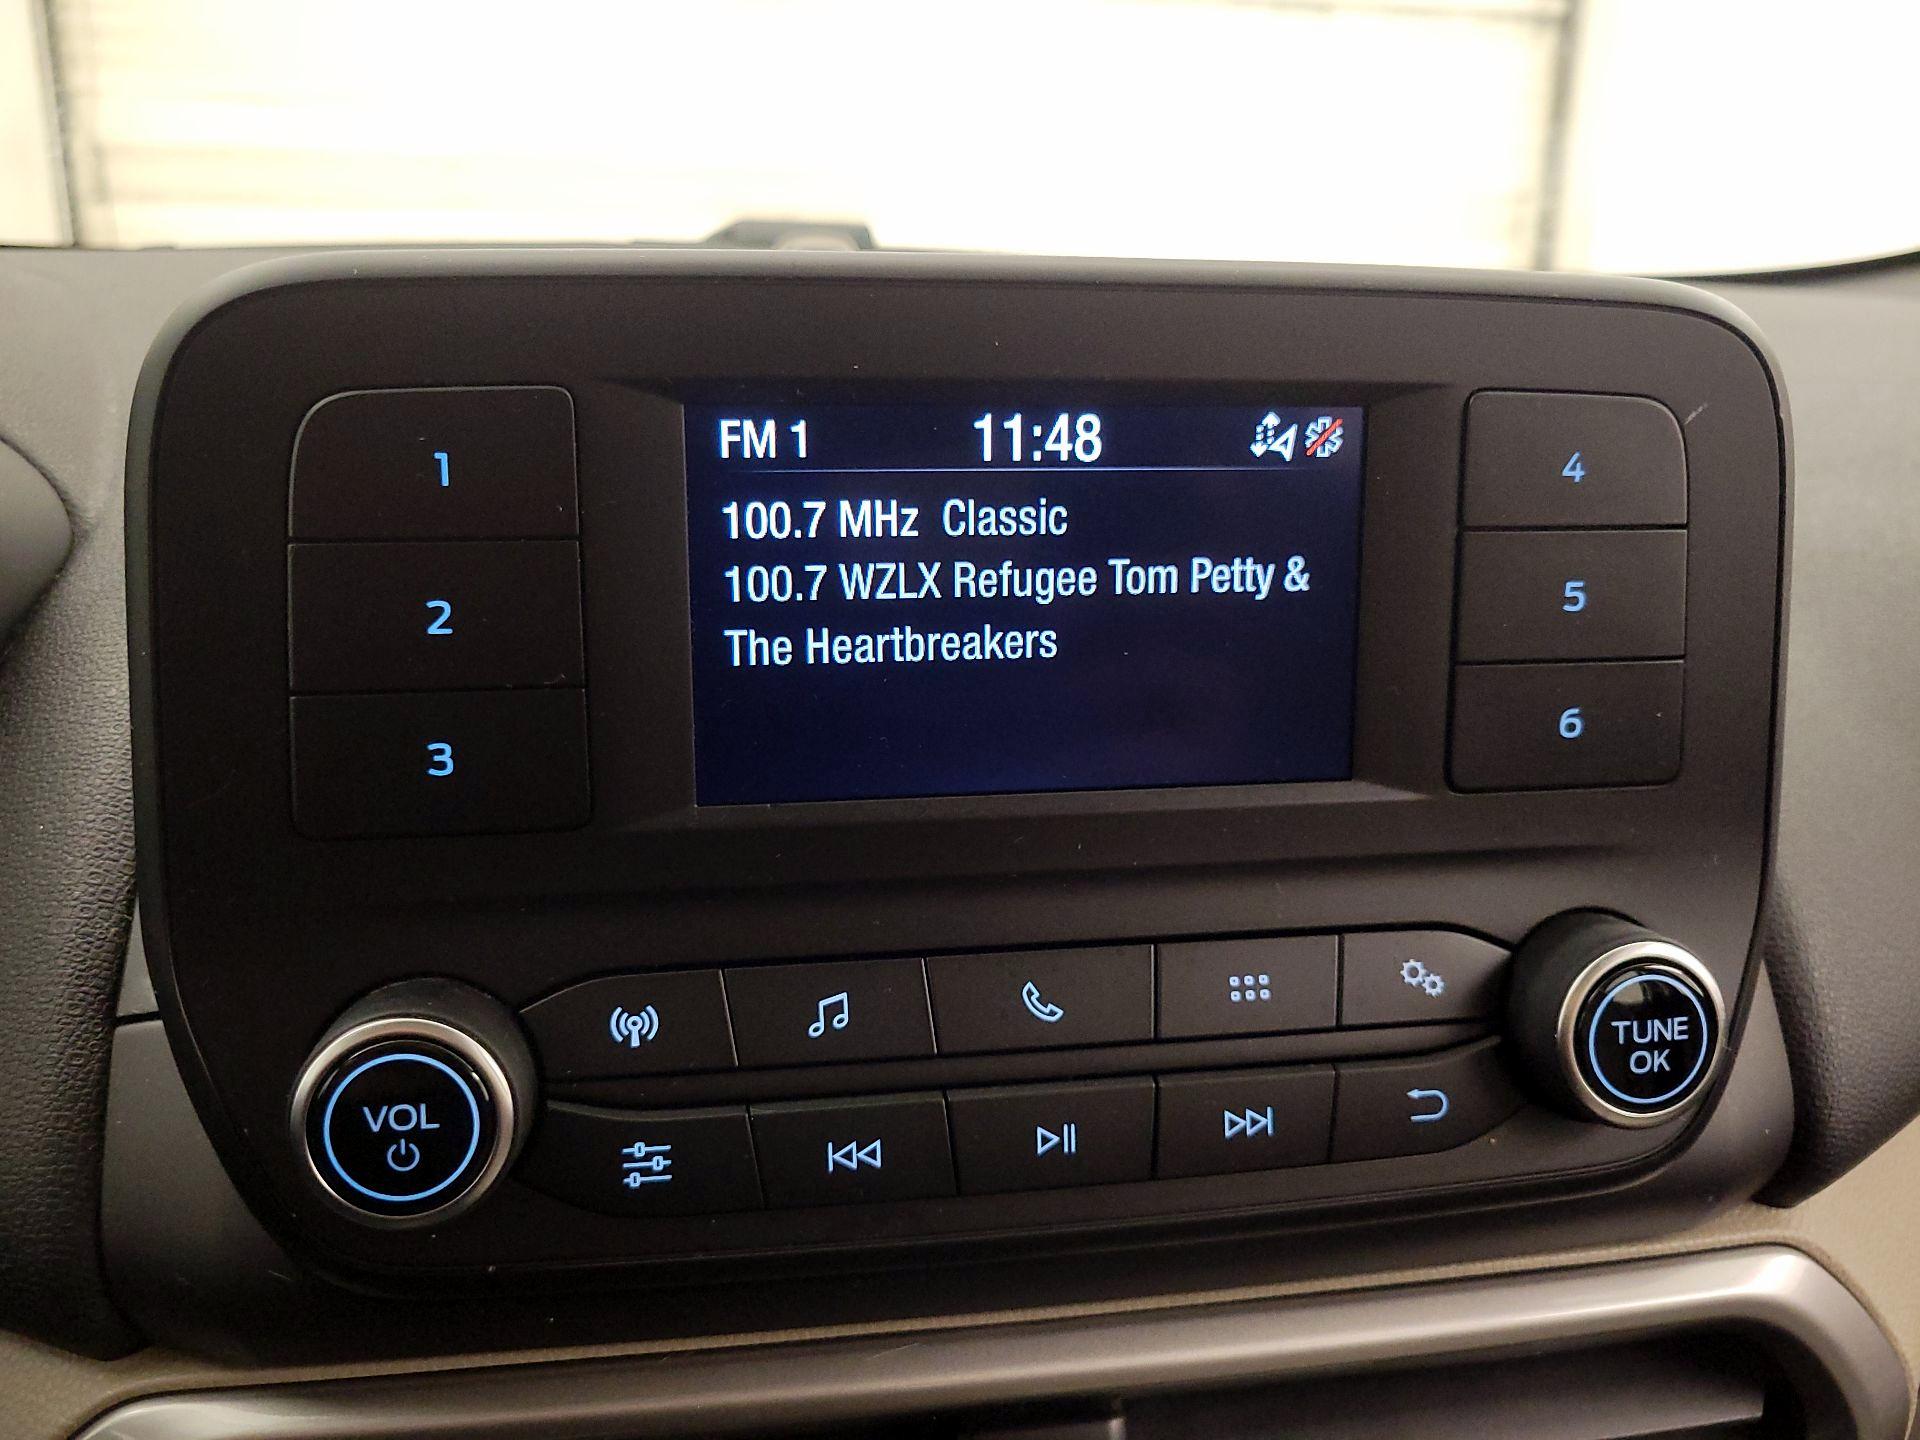 FM 1 11:48
100.7 MHz Classic
100.7 WZLX Refugee Tom Petty &
The Heartbreakers
1
2
3
4
5
6
VOL
TUNE
OK